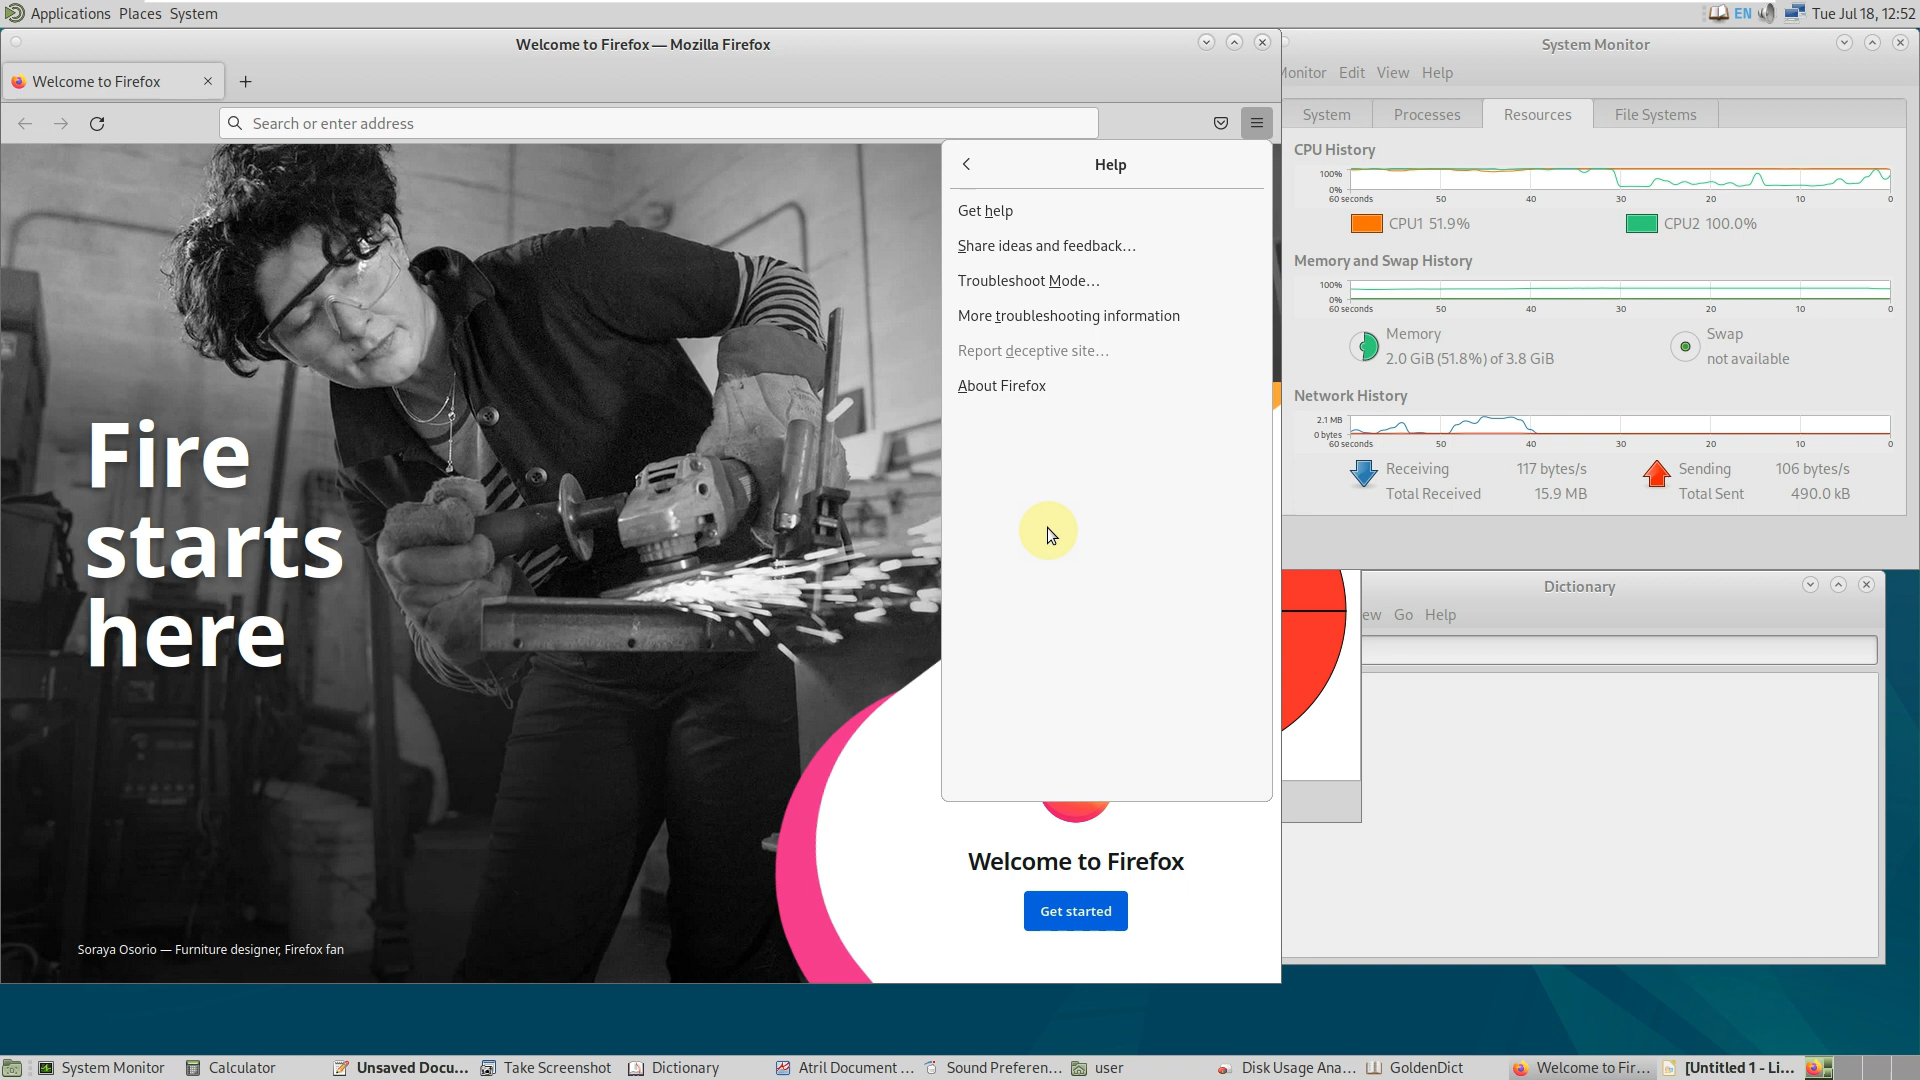 Applications Places System
EN Tue Jul 18, 12:52
Welcome to Firefox — Mozilla Firefox
Welcome to Firefox
Search or enter address
Help
Get help
Share ideas and feedback...
Troubleshoot Mode...
More troubleshooting information
Report deceptive site...
About Firefox
Fire
starts
here
Soraya Osorio — Furniture designer, Firefox fan
Welcome to Firefox
Get started
System Monitor
Monitor Edit View Help
System Processes Resources File Systems
CPU History
100%
0%
60 seconds 50 40 30 20 10 0
CPU1 51.9% CPU2 100.0%
Memory and Swap History
100%
0%
60 seconds 50 40 30 20 10 0
Memory Swap
2.0 GiB (51.8%) of 3.8 GiB not available
Network History
2.1 MB
0 bytes
60 seconds 50 40 30 20 10 0
Receiving 117 bytes/s Sending 106 bytes/s
Total Received 15.9 MB Total Sent 490.0 kB
Dictionary
ew Go Help
System Monitor Calculator Unsaved Docu... Take Screenshot Dictionary Atril Document ... Sound Preferen... user Disk Usage Ana... GoldenDict Welcome to Fir... [Untitled 1 - Li...